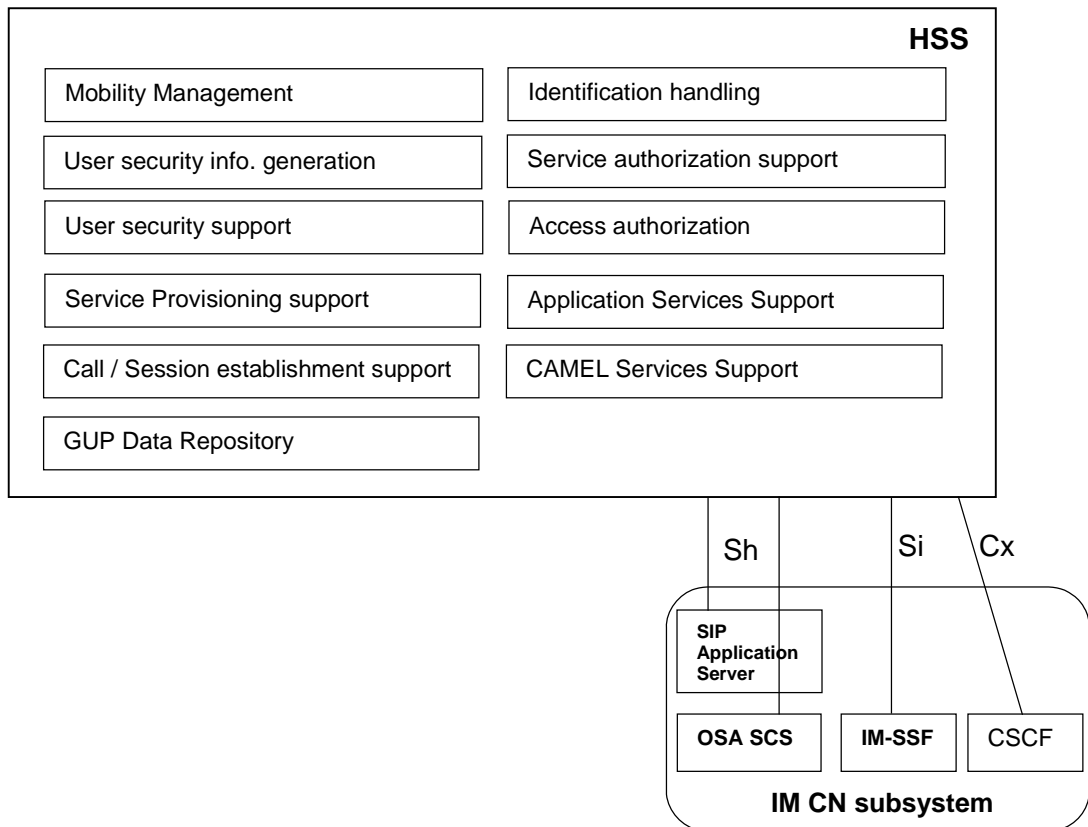 HSS
Mobility Management
Identification handling
User security info. generation
Service authorization support
User security support
Access authorization
Service Provisioning support
Application Services Support
Call / Session establishment support
CAMEL Services Support
GUP Data Repository
Sh
Si
Cx
SIP
Application
Server
OSA SCS
IM-SSF
CSCF
IM CN subsystem